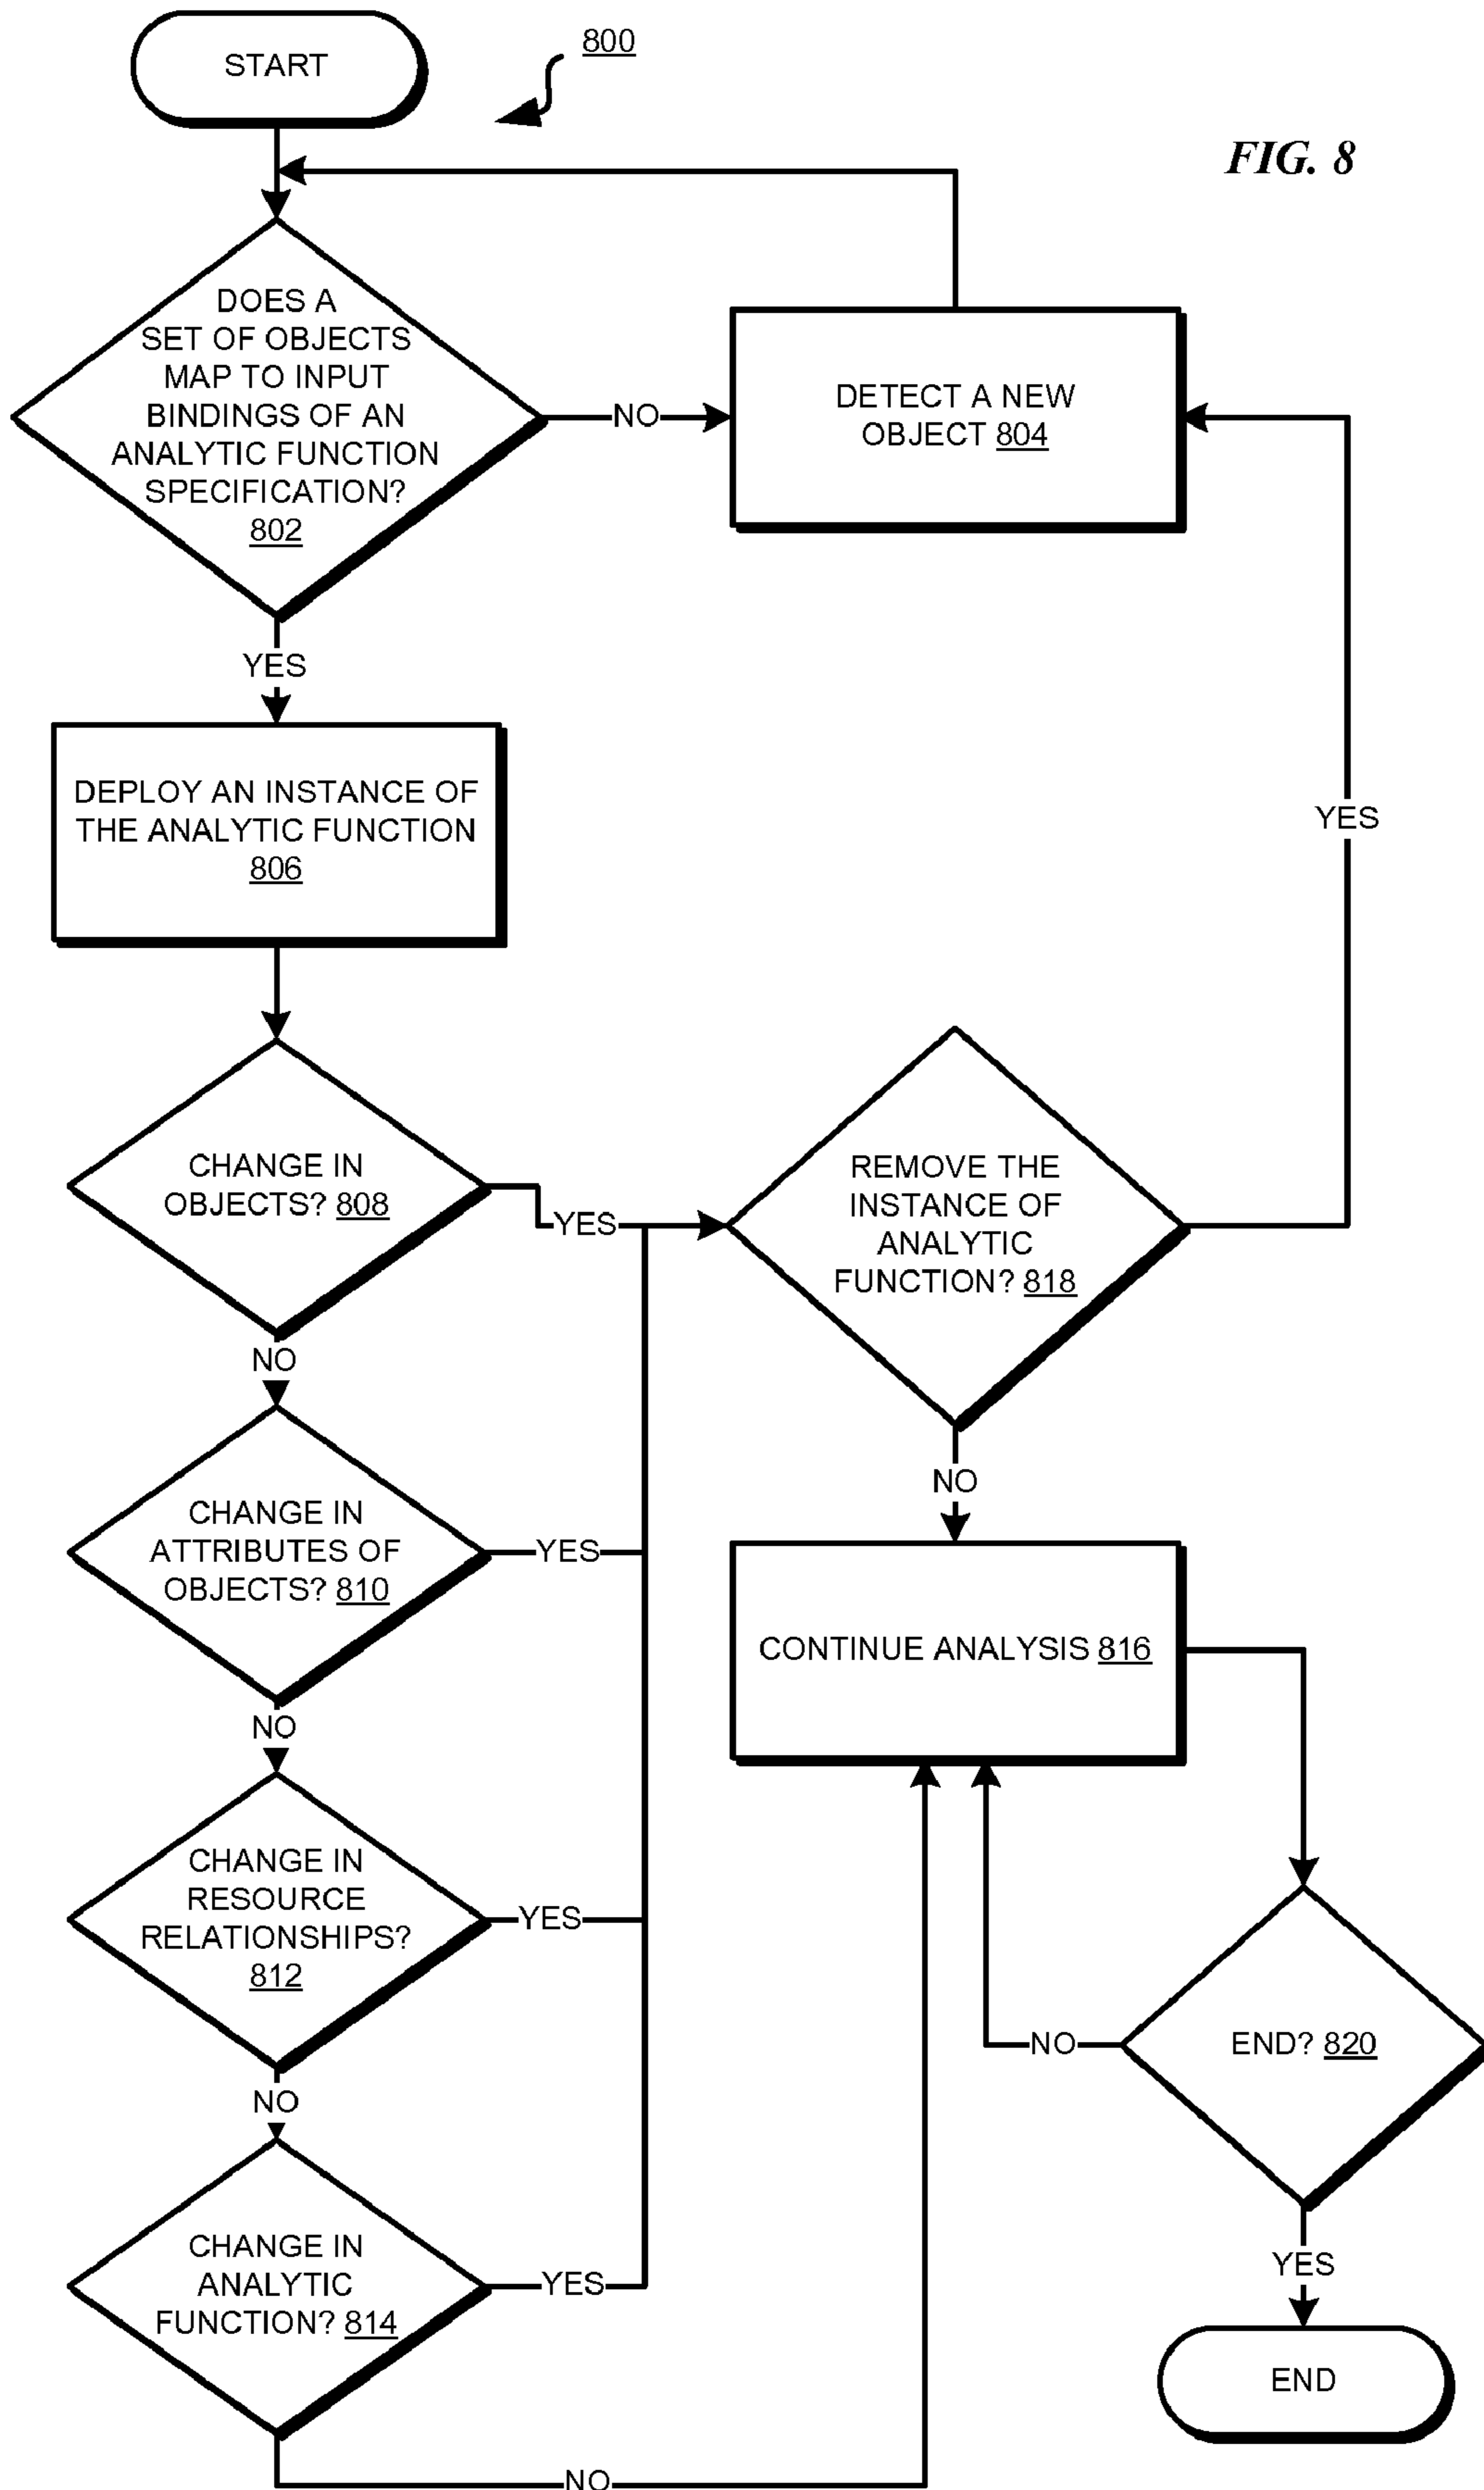 START
800
FIG. 8
DOES A
SET OF OBJECTS
MAP TO INPUT
BINDINGS OF AN
ANALYTIC FUNCTION
SPECIFICATION?
802
NO
DETECT A NEW
OBJECT 804
YES
DEPLOY AN INSTANCE OF
THE ANALYTIC FUNCTION
806
YES
CHANGE IN
OBJECTS? 808
YES
REMOVE THE
INSTANCE OF
ANALYTIC
FUNCTION? 818
NO
NO
CHANGE IN
ATTRIBUTES OF
OBJECTS? 810
YES
CONTINUE ANALYSIS 816
NO
CHANGE IN
RESOURCE
RELATIONSHIPS?
812
YES
NO
END? 820
NO
YES
CHANGE IN
ANALYTIC
FUNCTION? 814
YES
END
NO